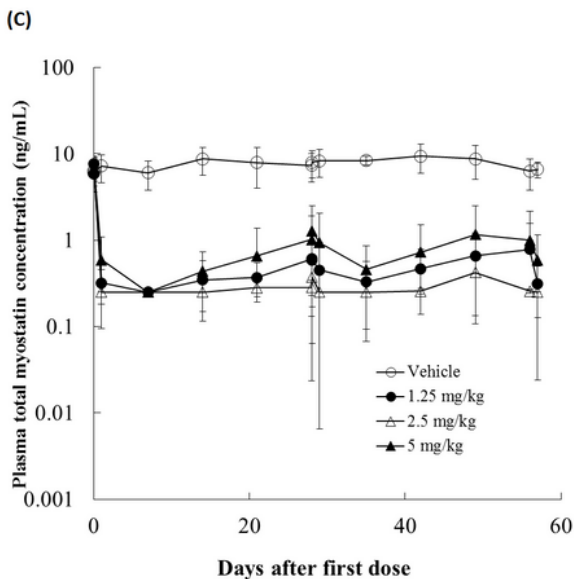 (C)
Plasma total myostatin concentration (ng/mL)
100
10
1
0.1
0.01
0.001
Vehicle
1.25 mg/kg
2.5 mg/kg
5 mg/kg
0 20 40 60
Days after first dose